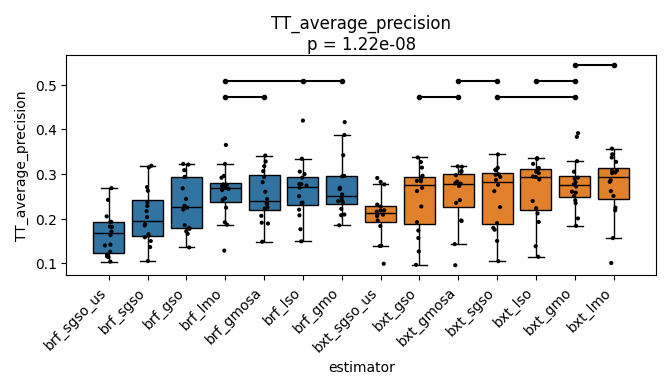 TT_average_precision
p = 1.22e-08
TT_average_precision
0.5
0.4
0.3
0.2
0.1
brf_sgso_us
brf_sgso
brf_gso
brf_lmo
brf_gmosa
brf_lso
brf_gmo
bxt_sgso_us
bxt_gso
bxt_gmosa
bxt_sgso
bxt_lso
bxt_gmo
bxt_lmo
estimator